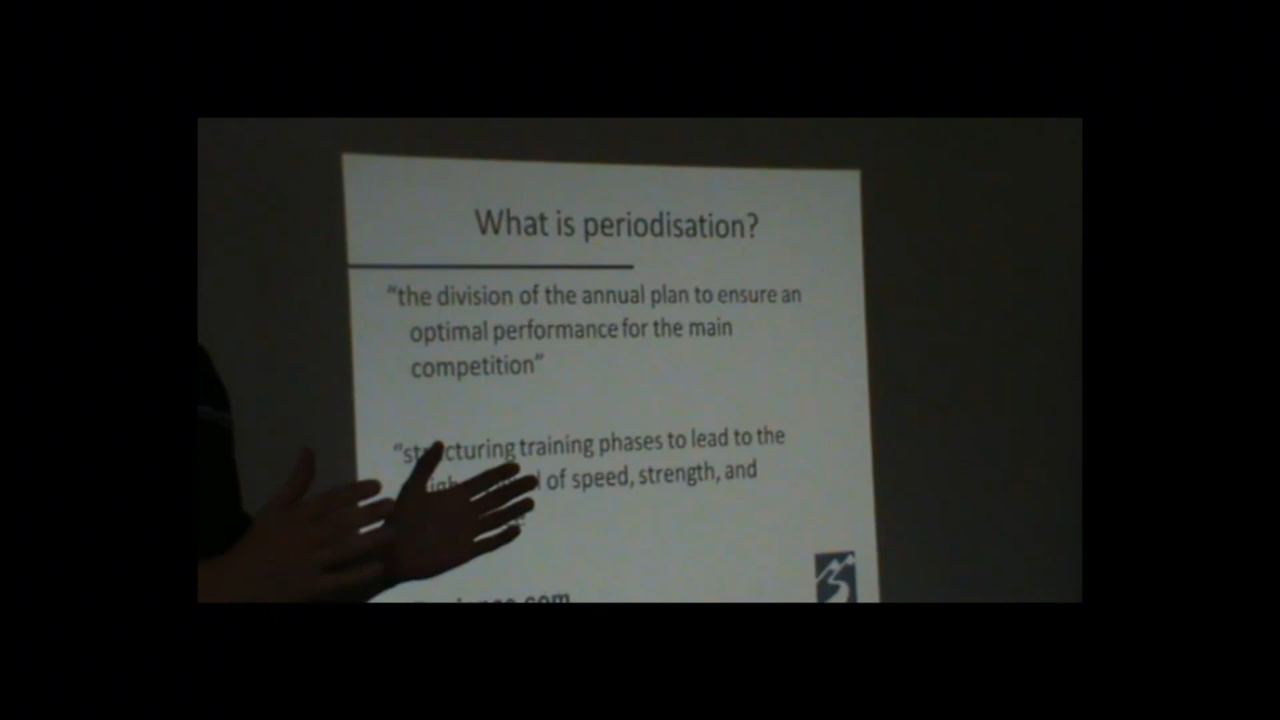 What is periodisation?
“the division of the annual plan to ensure an
optimal performance for the main
competition”
“structuring training phases to lead to the
of speed, strength, and